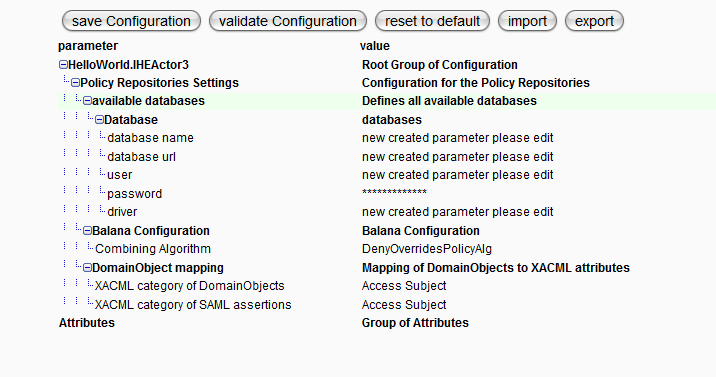 save Configuration validate Configuration reset to default import export
parameter value
HelloWorld.IHEActor3 Root Group of Configuration
Policy Repositories Settings Configuration for the Policy Repositories
available databases Defines all available databases
Database databases
database name new created parameter please edit
database url new created parameter please edit
user new created parameter please edit
password *************
driver new created parameter please edit
Balana Configuration Balana Configuration
Combining Algorithm DenyOverridesPolicyAlg
DomainObject mapping Mapping of DomainObjects to XACML attributes
XACML category of DomainObjects Access Subject
XACML category of SAML assertions Access Subject
Attributes Group of Attributes